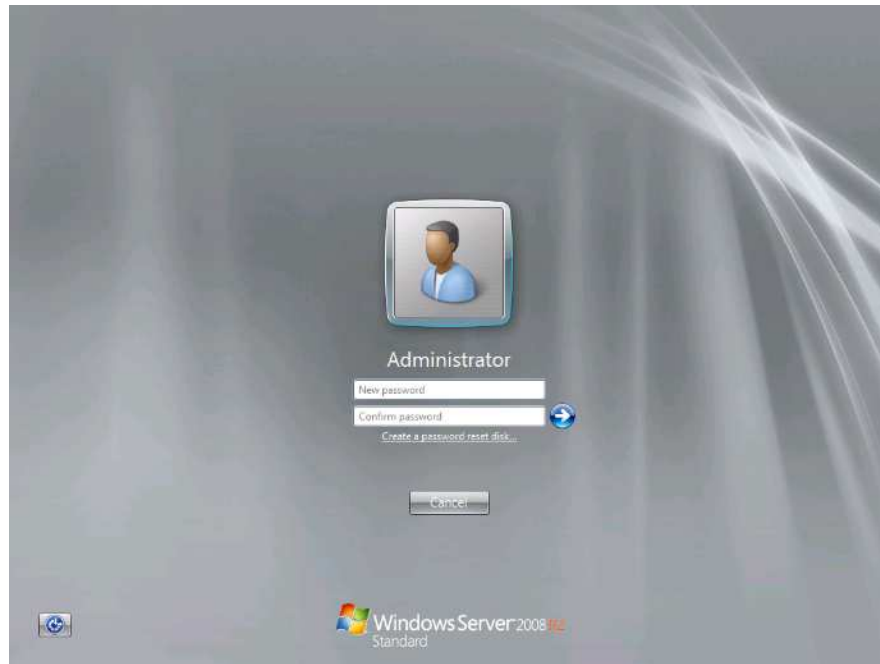 Administrator
New password
Confirm password
Create a password reset disk...
Cancel
Windows Server 2008 R2
Standard